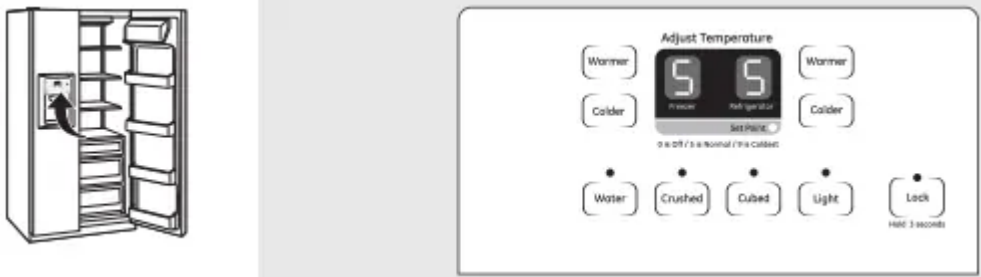 Adjust Temperature
Warmer
5 5
Warmer
Freezer Refrigerator
Colder
Colder
Set Point
0 is Off / 5 is Normal / 9 is Coldest
Water Crushed Cubed Light Lock
Hold 3 seconds